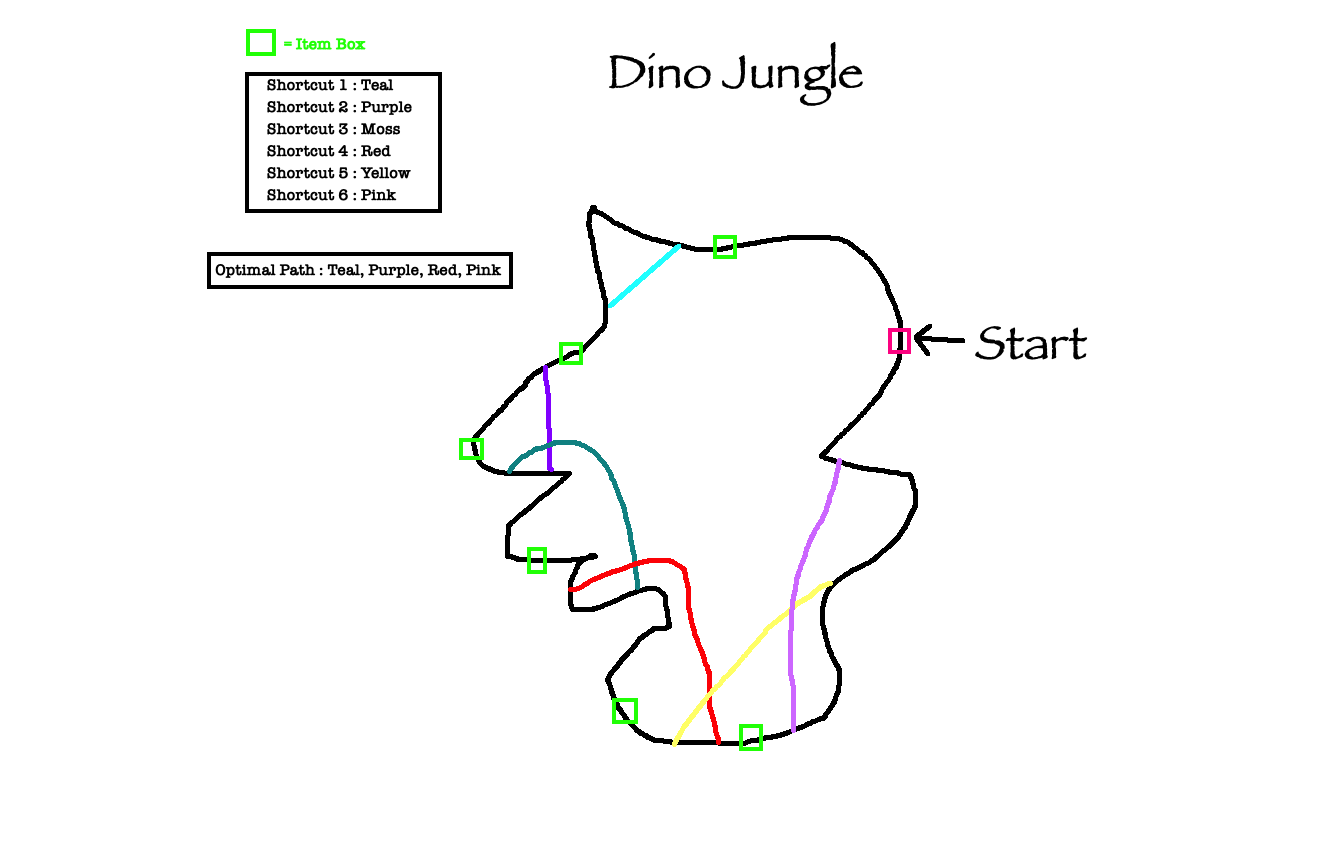 = Item Box
Dino Jungle
Shortcut 1 : Teal
Shortcut 2 : Purple
Shortcut 3 : Moss
Shortcut 4 : Red
Shortcut 5 : Yellow
Shortcut 6 : Pink
Optimal Path : Teal, Purple, Red, Pink
Start